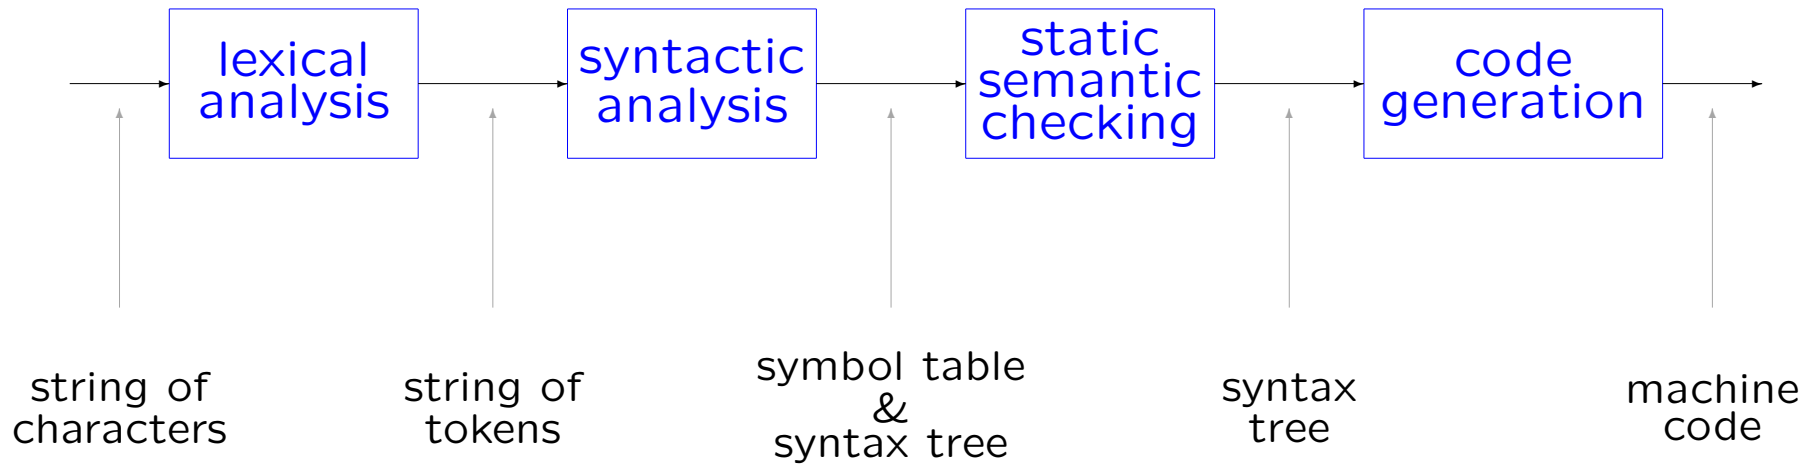 lexical
analysis
syntactic
analysis
static
semantic
checking
code
generation
string of
characters
string of
tokens
symbol table
&
syntax tree
syntax
tree
machine
code